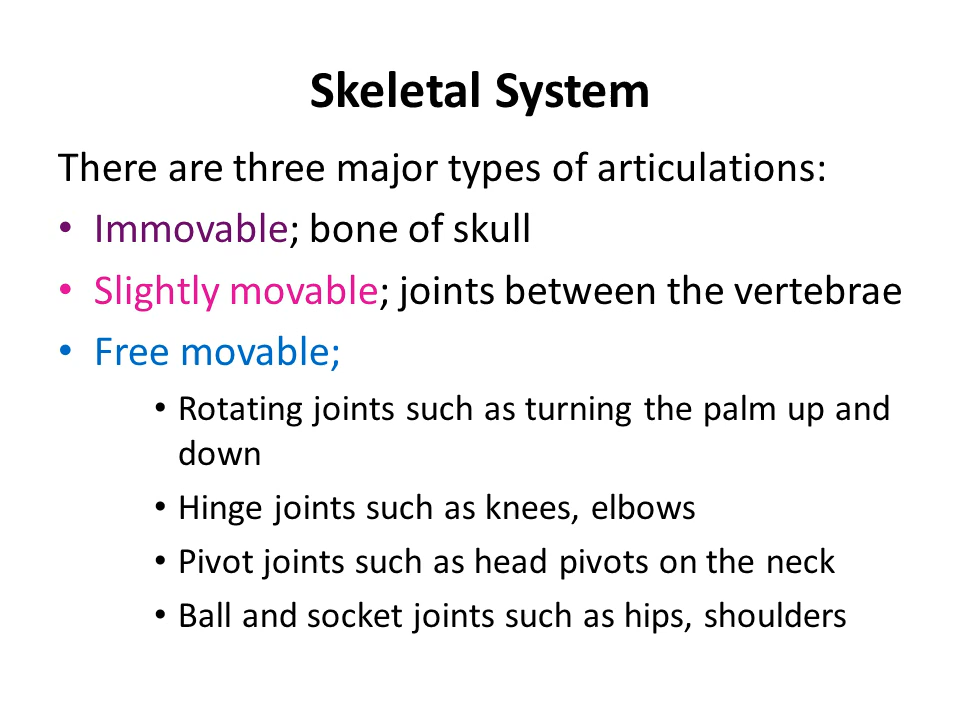 Skeletal System
There are three major types of articulations:
• Immovable; bone of skull
• Slightly movable; joints between the vertebrae
• Free movable;
• Rotating joints such as turning the palm up and
down
• Hinge joints such as knees, elbows
• Pivot joints such as head pivots on the neck
• Ball and socket joints such as hips, shoulders